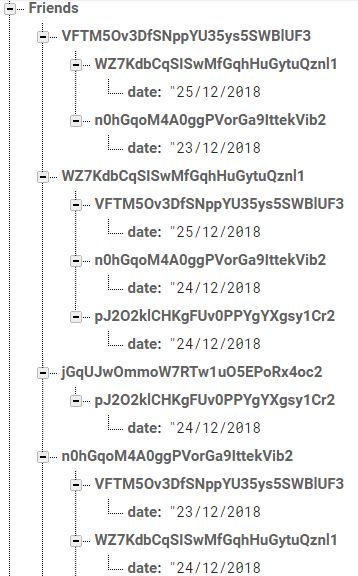 Friends
VFTM5Ov3DfSNppYU35ys5SWBlUF3
WZ7KdbCqSISwMfGqhHuGytuQznl1
date: "25/12/2018
n0hGqoM4A0ggPVorGa9IttekVib2
date: "23/12/2018
WZ7KdbCqSISwMfGqhHuGytuQznl1
VFTM5Ov3DfSNppYU35ys5SWBlUF3
date: "25/12/2018
n0hGqoM4A0ggPVorGa9IttekVib2
date: "24/12/2018
pJ2O2klCHKgFUv0PPYgYXgsy1Cr2
date: "24/12/2018
jGqUJwOmmoW7RTw1uO5EPoRx4oc2
pJ2O2klCHKgFUv0PPYgYXgsy1Cr2
date: "24/12/2018
n0hGqoM4A0ggPVorGa9IttekVib2
VFTM5Ov3DfSNppYU35ys5SWBlUF3
date: "23/12/2018
WZ7KdbCqSISwMfGqhHuGytuQznl1
date: "24/12/2018